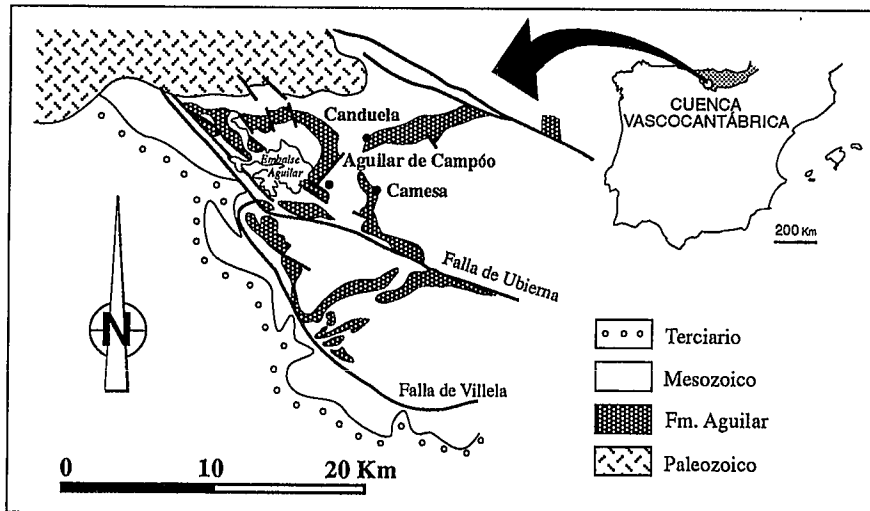 Canduela
Embalse
Aguilar
Aguilar de Campóo
Camesa
CUENCA
VASCOCANTÁBRICA
200 Km
N
Falla de Ubierna
Falla de Villela
0 10 20 Km
Terciario
Mesozoico
Fm. Aguilar
Paleozoico